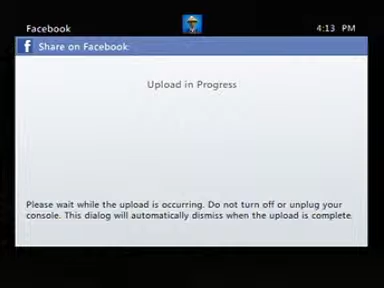 Facebook
4:13 PM
f Share on Facebook
Upload in Progress
Please wait while the upload is occurring. Do not turn off or unplug your
console. This dialog will automatically dismiss when the upload is complete.